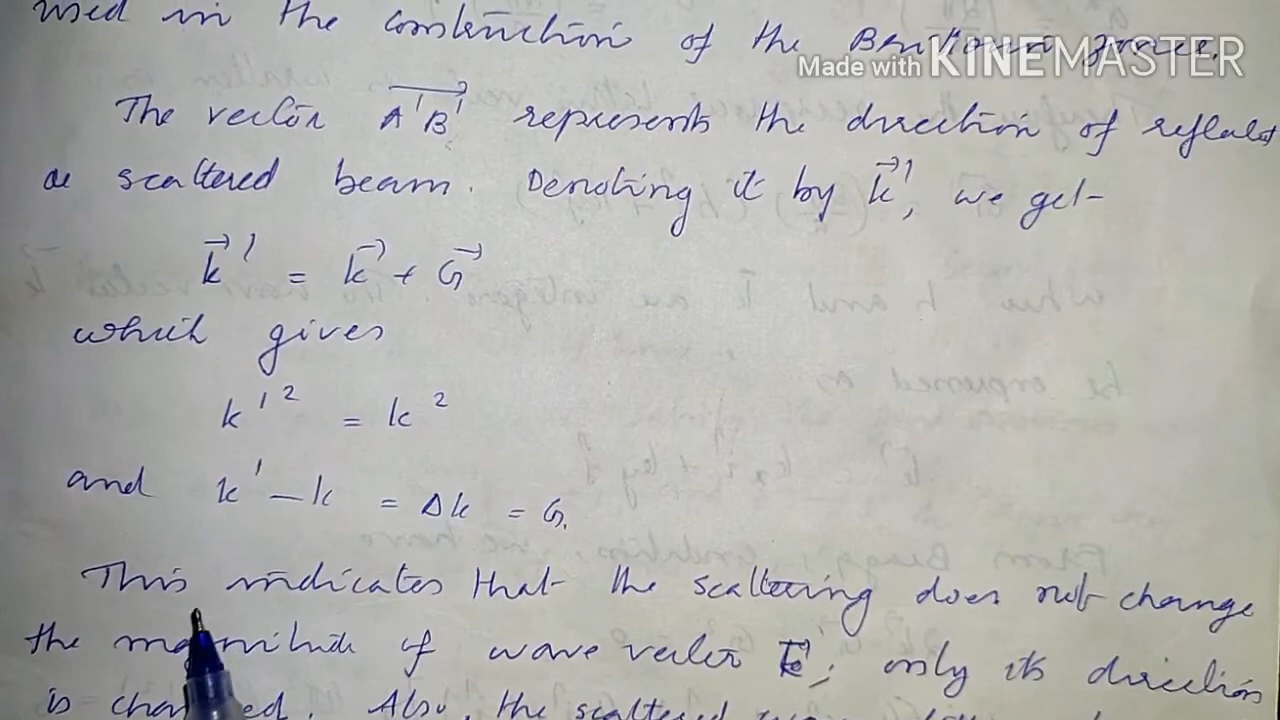 used in the construction of the Brillouin zones.
Made with KINEMASTER
The vector A'B' represents the direction of reflected
or scattered beam. Denoting it by k⃗', we get-
k⃗' = k⃗ + G⃗
which gives
k'² = k²
and k' - k = Δk = G.
This indicates that the scattering does not change
the magnitude of wave vector k⃗; only its direction
is changed. Also, the scattered